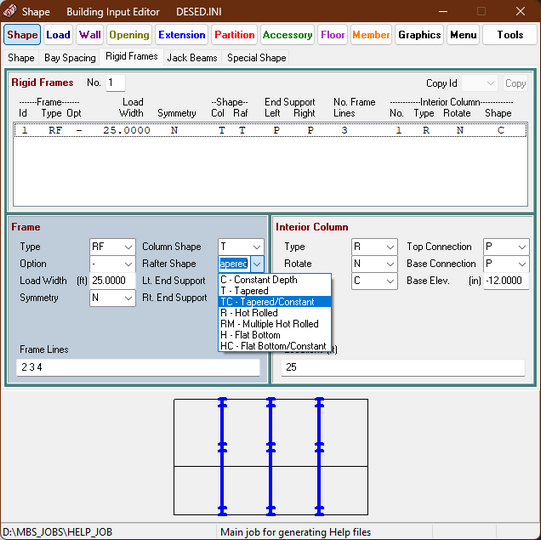 Shape    Building Input Editor    DESED.INI
Shape Load Wall Opening Extension Partition Accessory Floor Member Graphics Menu Tools
Shape Bay Spacing Rigid Frames Jack Beams Special Shape
Rigid Frames No. 1 Copy Id Copy
------Frame------ Load --Shape-- End Support No. Frame ------------Interior Column------------
Id Type Opt Width Symmetry Col Raf Left Right Lines No. Type Rotate Shape
1 RF - 25.0000 N T T P P 3 1 R N C
Frame
Type RF Column Shape T
Option - Rafter Shape apered
Load Width (ft) 25.0000 Lt. End Support
Symmetry N Rt. End Support
C - Constant Depth
T - Tapered
TC - Tapered/Constant
R - Hot Rolled
RM - Multiple Hot Rolled
H - Flat Bottom
HC - Flat Bottom/Constant
Frame Lines
2 3 4
Interior Column
Type R Top Connection P
Rotate N Base Connection P
C Base Elev. (in) -12.0000
25
D:\MBS_JOBS\HELP_JOB Main job for generating Help files